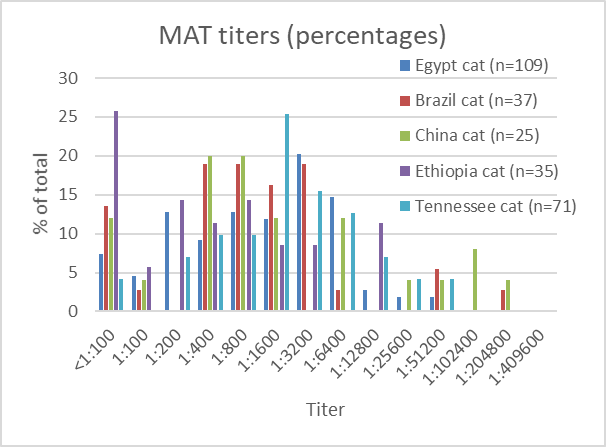 MAT titers (percentages)
30
25
20
15
10
5
0
% of total
Egypt cat (n=109)
Brazil cat (n=37)
China cat (n=25)
Ethiopia cat (n=35)
Tennessee cat (n=71)
<1:100
1:100
1:200
1:400
1:800
1:1600
1:3200
1:6400
1:12800
1:25600
1:51200
1:102400
1:204800
1:409600
Titer